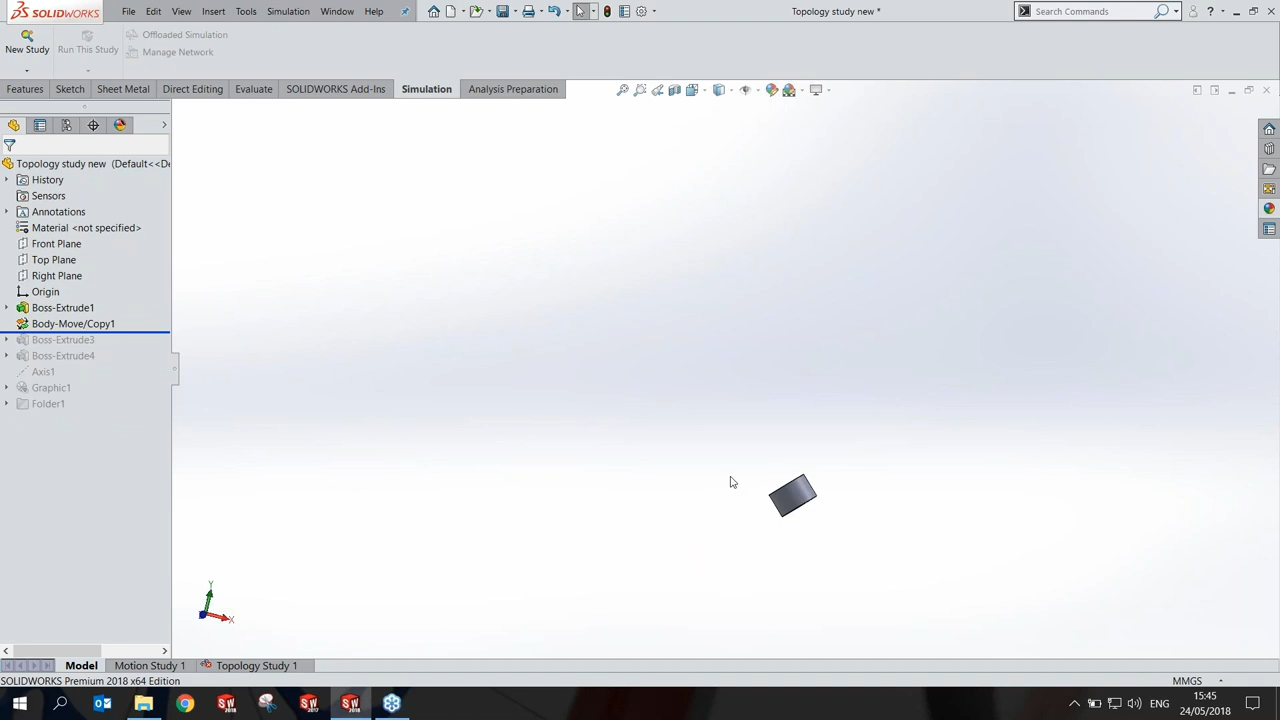 SOLIDWORKS
File Edit View Insert Tools Simulation Window Help
Topology study new *
Search Commands
?
New Study
Run This Study
Offloaded Simulation
Manage Network
Features Sketch Sheet Metal Direct Editing Evaluate SOLIDWORKS Add-Ins Simulation Analysis Preparation
Topology study new (Default<<De
History
Sensors
Annotations
Material <not specified>
Front Plane
Top Plane
Right Plane
Origin
Boss-Extrude1
Body-Move/Copy1
Boss-Extrude3
Boss-Extrude4
Axis1
Graphic1
Folder1
Y
X
Model Motion Study 1 Topology Study 1
SOLIDWORKS Premium 2018 x64 Edition
MMGS
ENG
15:45
24/05/2018